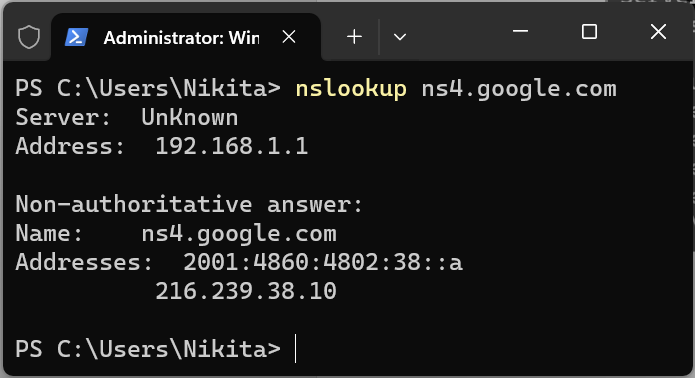 Administrator: Win
PS C:\Users\Nikita> nslookup ns4.google.com
Server:  UnKnown
Address:  192.168.1.1

Non-authoritative answer:
Name:    ns4.google.com
Addresses:  2001:4860:4802:38::a
          216.239.38.10

PS C:\Users\Nikita>